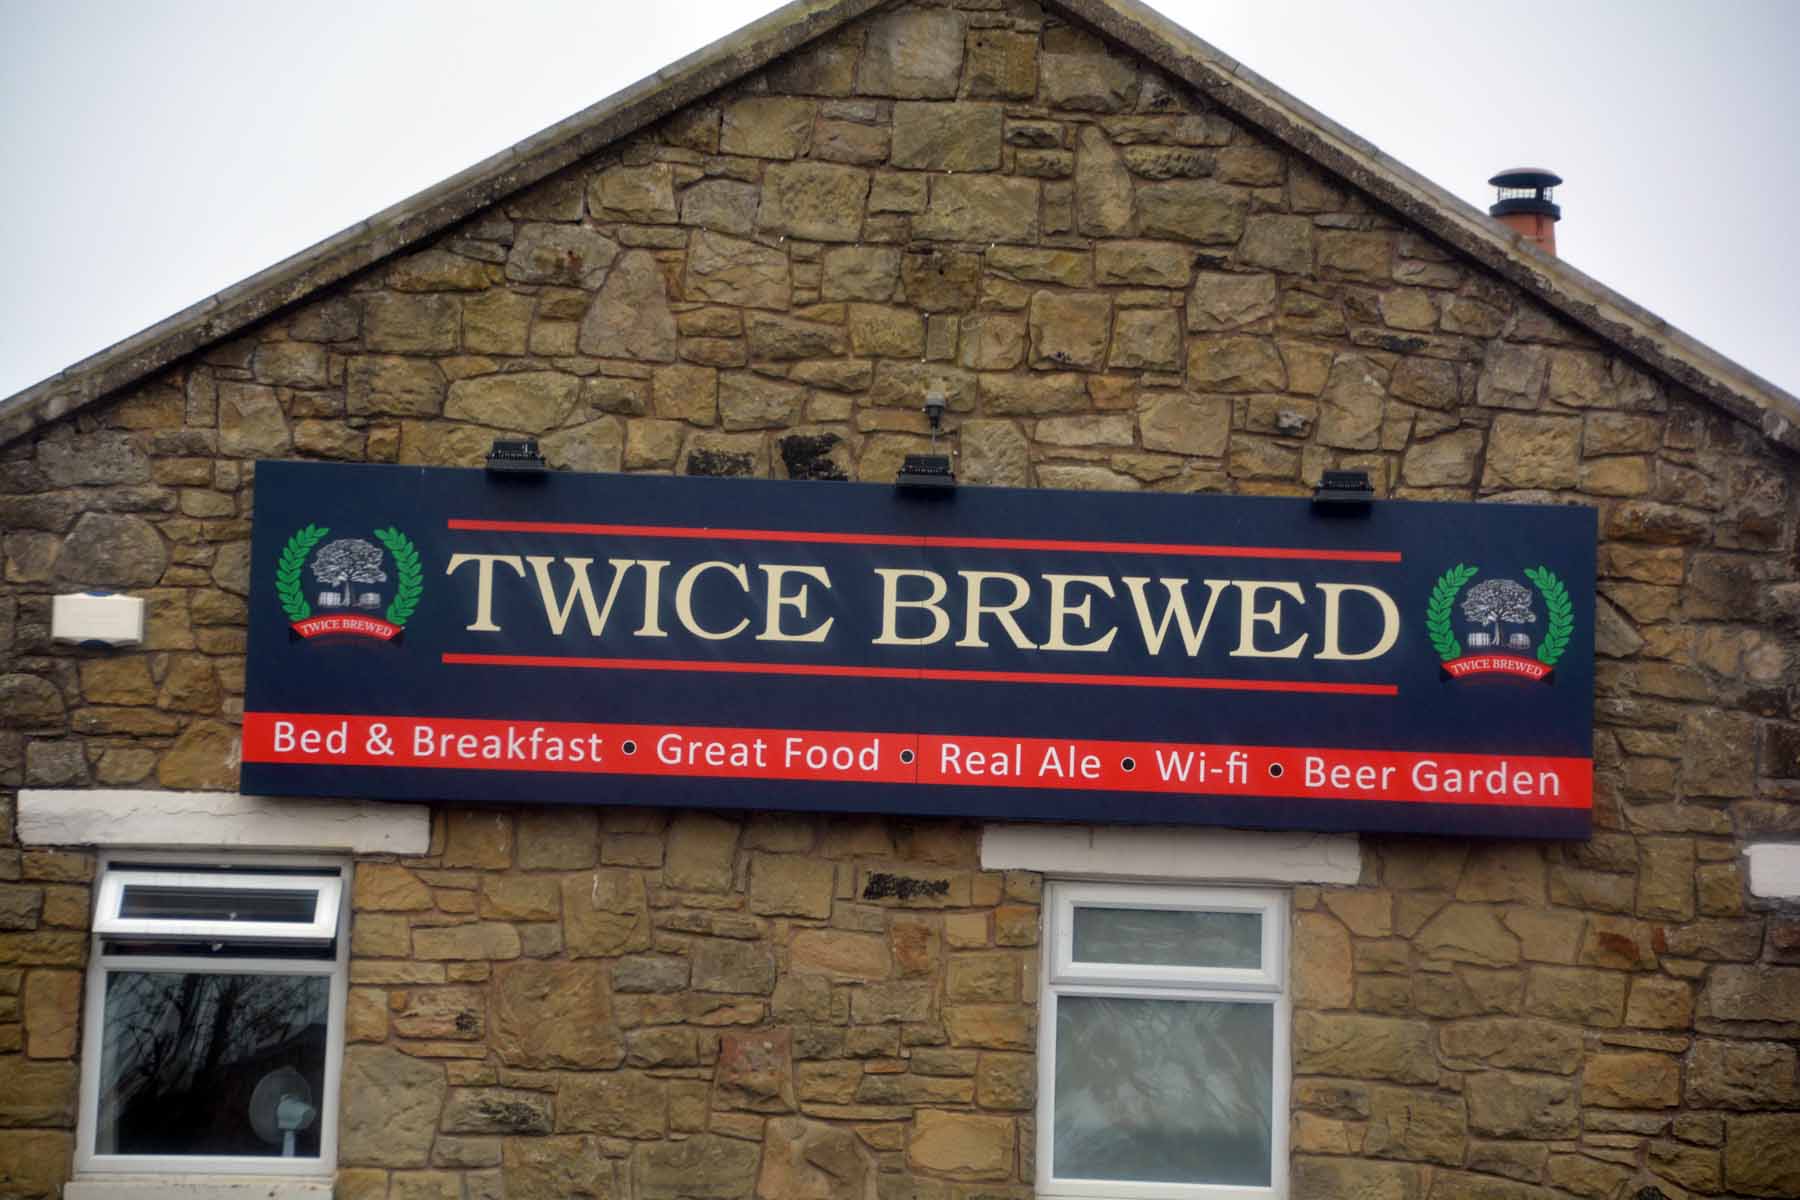 TWICE BREWED
TWICE BREWED
TWICE BREWED
Bed & Breakfast • Great Food • Real Ale • Wi-fi • Beer Garden